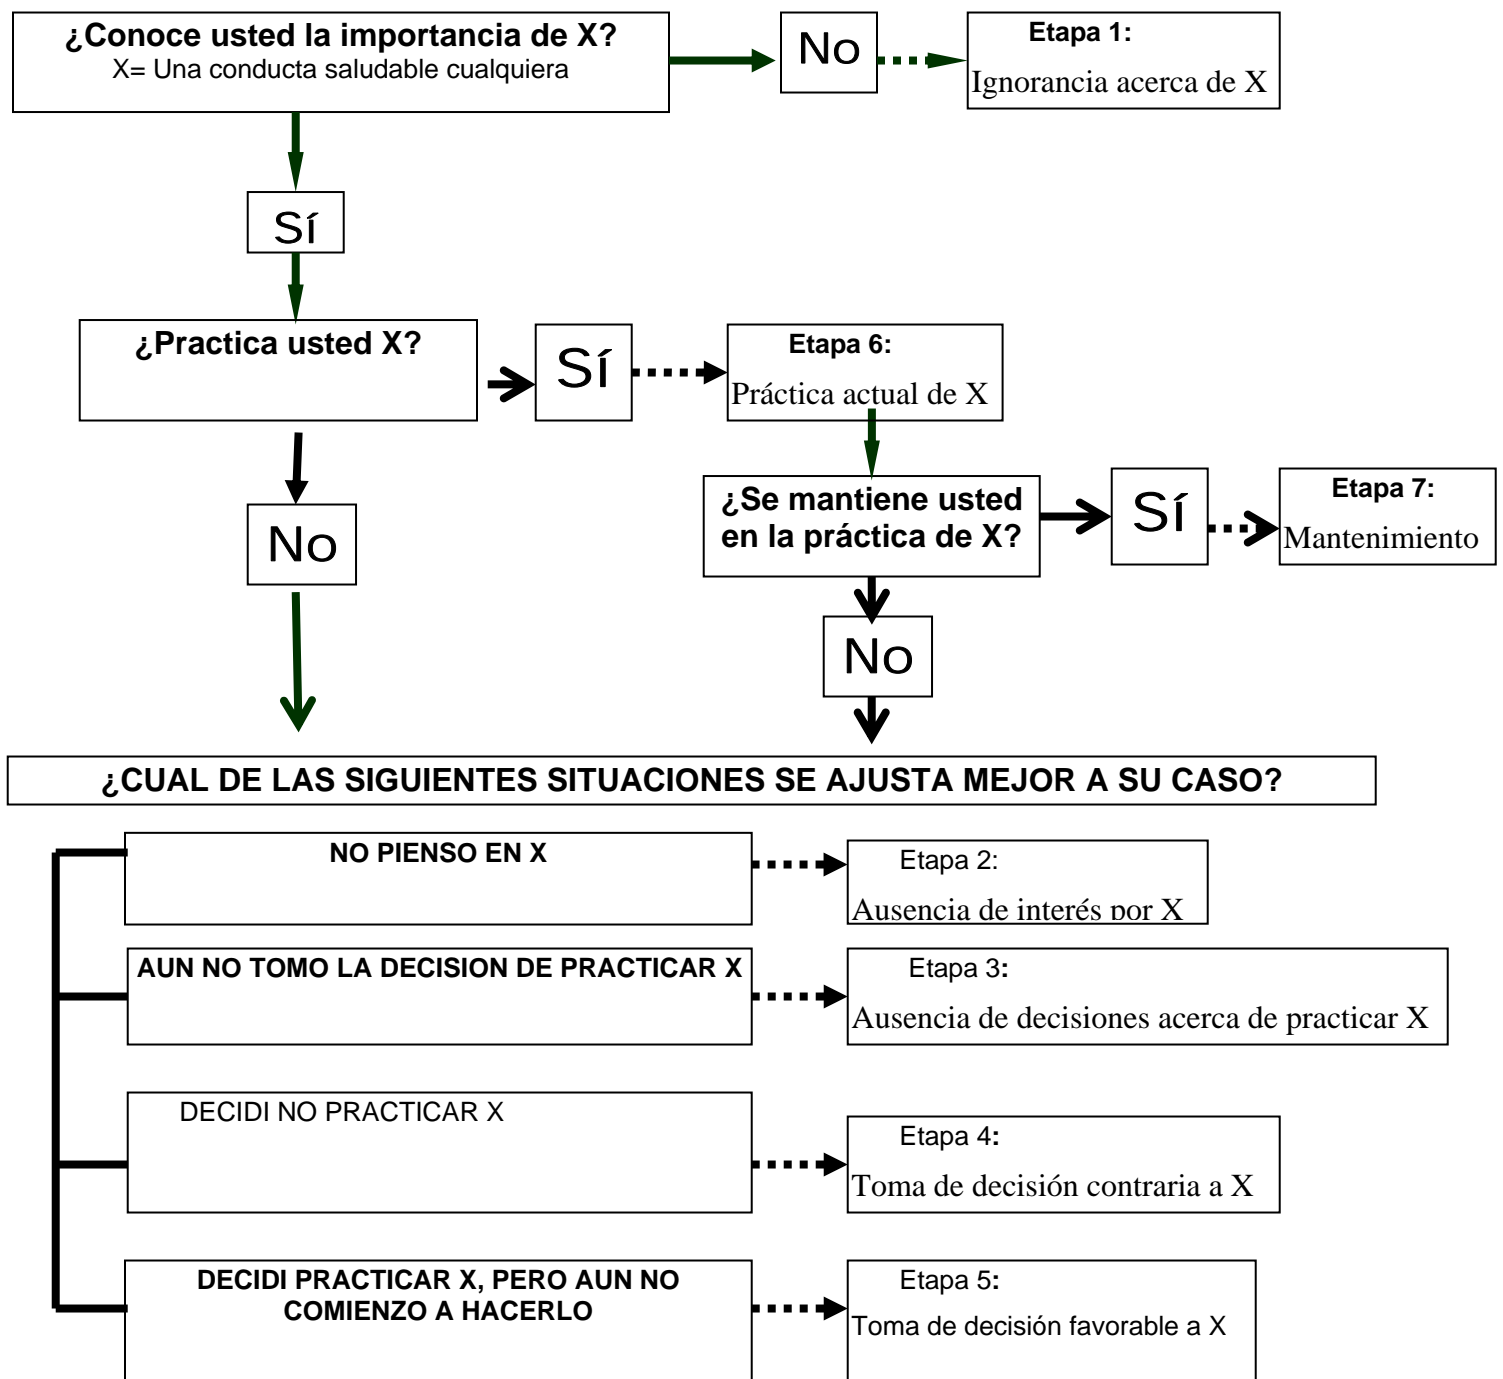 ¿Conoce usted la importancia de X?
X= Una conducta saludable cualquiera
No
Etapa 1:
Ignorancia acerca de X
Sí
¿Practica usted X?
Sí
Etapa 6:
Práctica actual de X
No
¿Se mantiene usted
en la práctica de X?
Sí
Etapa 7:
Mantenimiento
No
¿CUAL DE LAS SIGUIENTES SITUACIONES SE AJUSTA MEJOR A SU CASO?
NO PIENSO EN X
Etapa 2:
Ausencia de interés por X
AUN NO TOMO LA DECISION DE PRACTICAR X
Etapa 3:
Ausencia de decisiones acerca de practicar X
DECIDI NO PRACTICAR X
Etapa 4:
Toma de decisión contraria a X
DECIDI PRACTICAR X, PERO AUN NO
COMIENZO A HACERLO
Etapa 5:
Toma de decisión favorable a X